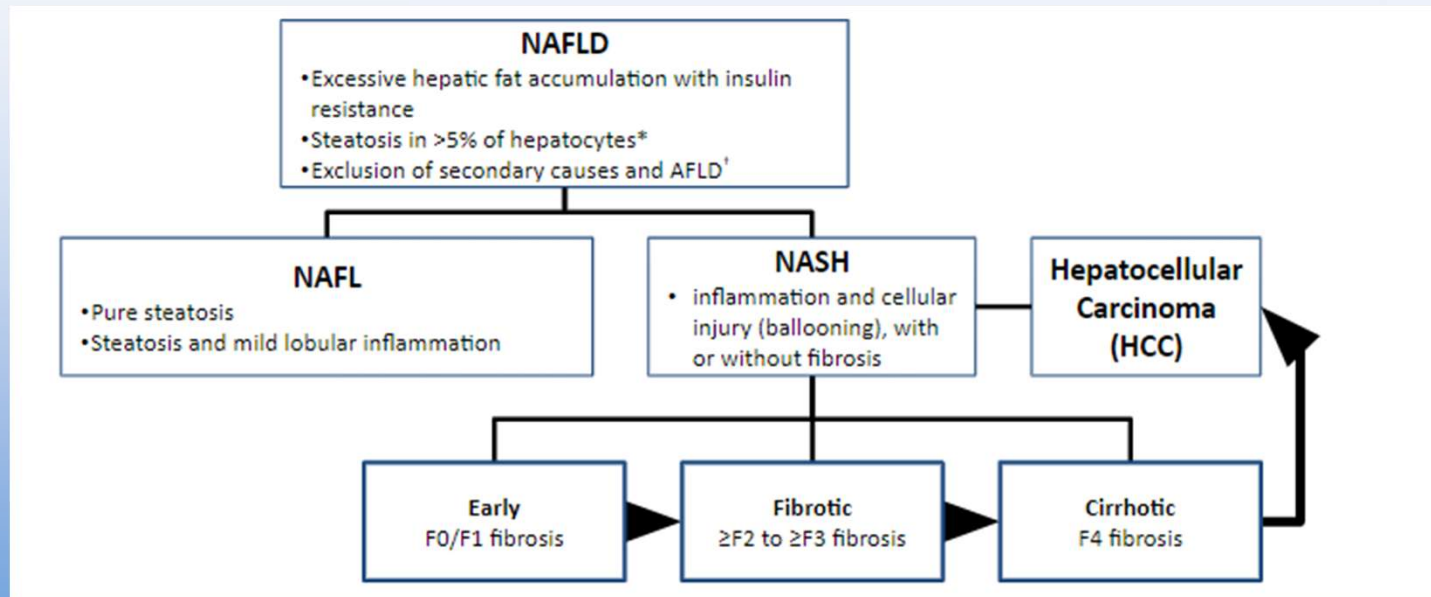 NAFLD
•Excessive hepatic fat accumulation with insulin
resistance
•Steatosis in >5% of hepatocytes*
•Exclusion of secondary causes and AFLD†
NAFL
•Pure steatosis
•Steatosis and mild lobular inflammation
NASH
• inflammation and cellular
injury (ballooning), with
or without fibrosis
Hepatocellular
Carcinoma
(HCC)
Early
F0/F1 fibrosis
Fibrotic
≥F2 to ≥F3 fibrosis
Cirrhotic
F4 fibrosis